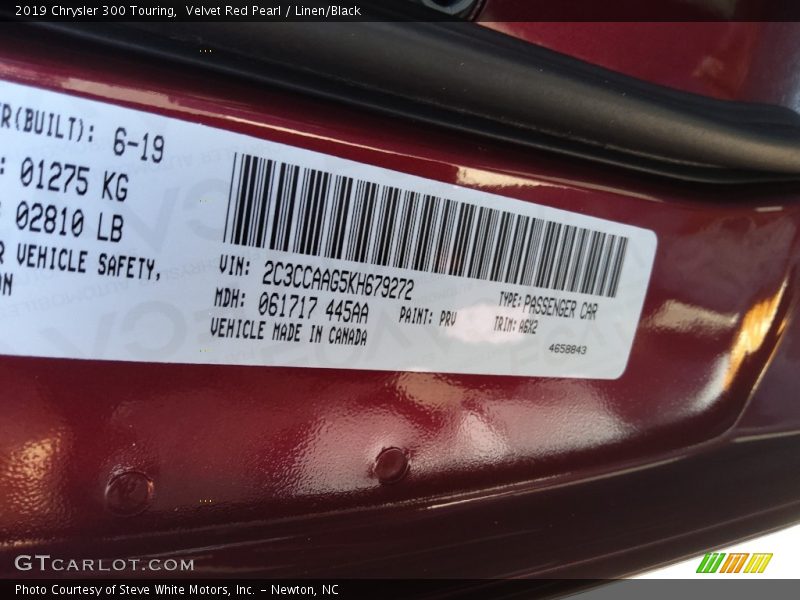 2019 Chrysler 300 Touring,  Velvet Red Pearl / Linen/Black
R(BUILT): 6-19
: 01275 KG
: 02810 LB
R VEHICLE SAFETY,
ON
VIN: 2C3CCAAG5KH679272
MDH: 061717 445AA
PAINT: PRV
VEHICLE MADE IN CANADA
TYPE: PASSENGER CAR
TRIM: A6X2
4658843
GTCARLOT.COM
Photo Courtesy of Steve White Motors, Inc. – Newton, NC